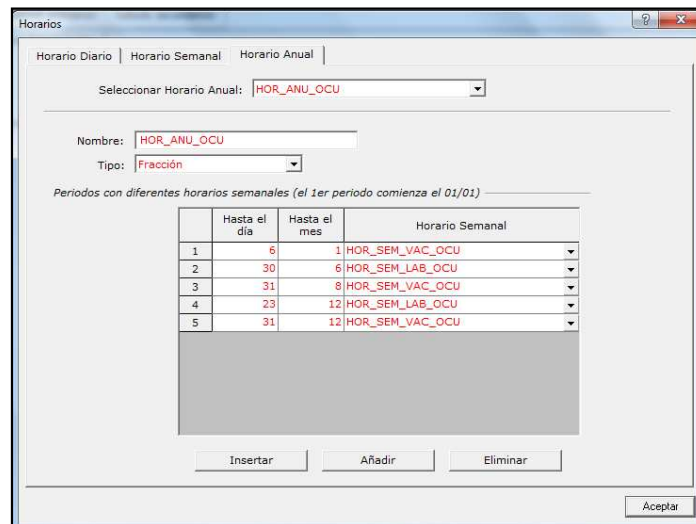 Horarios
Horario Diario Horario Semanal Horario Anual
Seleccionar Horario Anual: HOR_ANU_OCU
Nombre: HOR_ANU_OCU
Tipo: Fracción
Periodos con diferentes horarios semanales (el 1er periodo comienza el 01/01)
Hasta el día Hasta el mes Horario Semanal
1 6 1 HOR_SEM_VAC_OCU
2 30 6 HOR_SEM_LAB_OCU
3 31 8 HOR_SEM_VAC_OCU
4 23 12 HOR_SEM_LAB_OCU
5 31 12 HOR_SEM_VAC_OCU
Insertar Añadir Eliminar
Aceptar